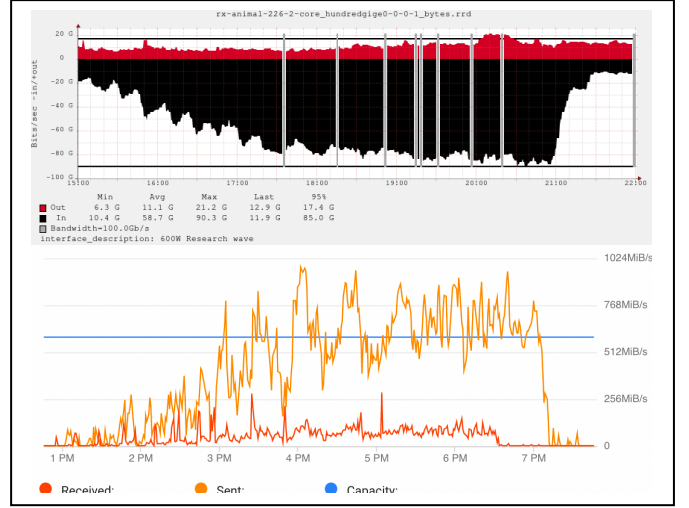 rx-animal-226-2-core_hundredgige0-0-0-1_bytes.rrd
Bits/sec -in/+out
20 G
0
-20 G
-40 G
-60 G
-80 G
-100 G
15:00 16:00 17:00 18:00 19:00 20:00 21:00 22:00
Min Avg Max Last 95%
Out 6.3 G 11.1 G 21.2 G 12.9 G 17.4 G
In 10.4 G 58.7 G 90.3 G 11.9 G 85.0 G
Bandwidth=100.0Gb/s
interface_description: 600W Research wave
1024MiB/s
768MiB/s
512MiB/s
256MiB/s
0
1 PM 2 PM 3 PM 4 PM 5 PM 6 PM 7 PM
Received: Sent: Capacity: